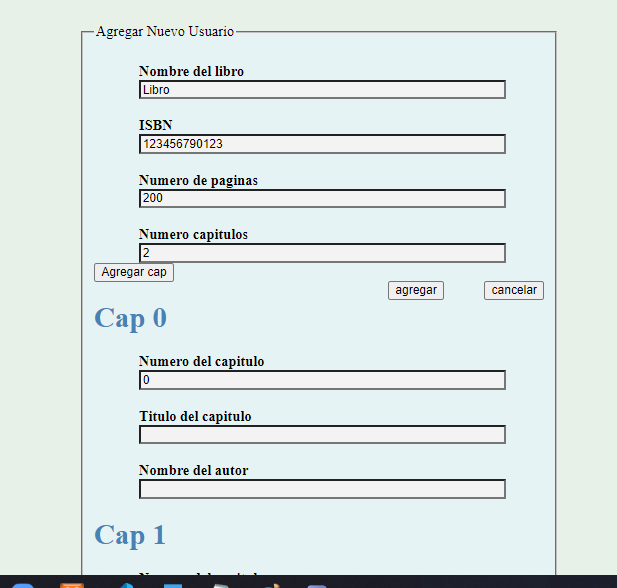 Agregar Nuevo Usuario
Nombre del libro
Libro
ISBN
123456790123
Numero de paginas
200
Numero capitulos
2
Agregar cap
agregar cancelar
Cap 0
Numero del capitulo
0
Titulo del capitulo
Nombre del autor
Cap 1